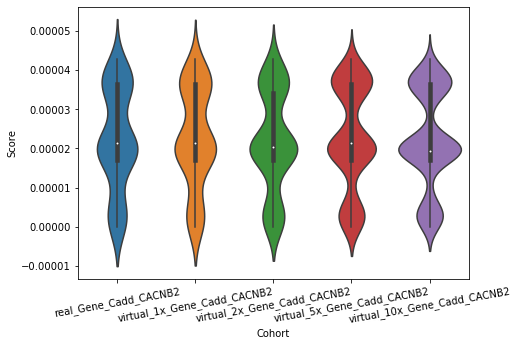 0.00005
0.00004
0.00003
0.00002
0.00001
0.00000
−0.00001
Score
real_Gene_Cadd_CACNB2
virtual_1x_Gene_Cadd_CACNB2
virtual_2x_Gene_Cadd_CACNB2
virtual_5x_Gene_Cadd_CACNB2
virtual_10x_Gene_Cadd_CACNB2
Cohort